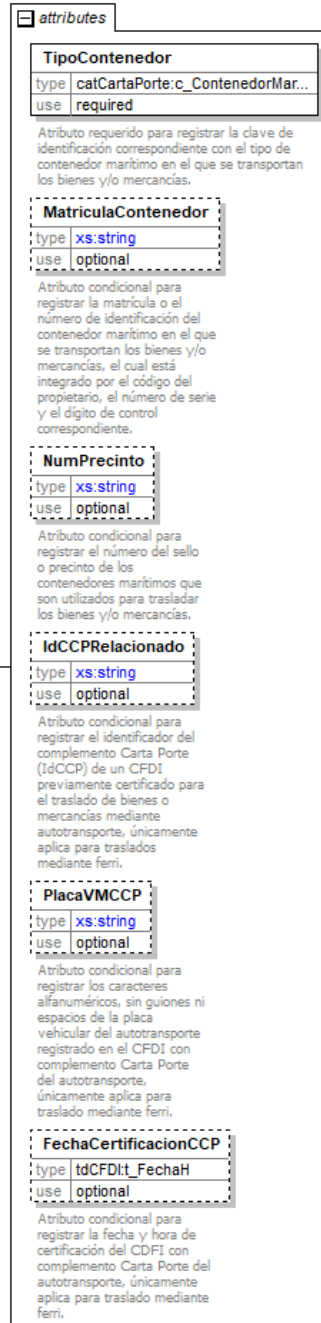 attributes
TipoContenedor
type catCartaPorte:c_ContenedorMar...
use required
Atributo requerido para registrar la clave de
identificación correspondiente con el tipo de
contenedor marítimo en el que se transportan
los bienes y/o mercancías.
MatriculaContenedor
type xs:string
use optional
Atributo condicional para
registrar la matrícula o el
número de identificación del
contenedor marítimo en el que
se transportan los bienes y/o
mercancías, el cual está
integrado por el código del
propietario, el número de serie
y el dígito de control
correspondiente.
NumPrecinto
type xs:string
use optional
Atributo condicional para
registrar el número del sello
o precinto de los
contenedores marítimos que
son utilizados para trasladar
los bienes y/o mercancías.
IdCCPRelacionado
type xs:string
use optional
Atributo condicional para
registrar el identificador del
complemento Carta Porte
(IdCCP) de un CFDI
previamente certificado para
el traslado de bienes o
mercancías mediante
autotransporte, únicamente
aplica para traslados
mediante ferri.
PlacaVMCCP
type xs:string
use optional
Atributo condicional para
registrar los caracteres
alfanuméricos, sin guiones ni
espacios de la placa
vehicular del autotransporte
registrado en el CFDI con
complemento Carta Porte
del autotransporte,
únicamente aplica para
traslado mediante ferri.
FechaCertificacionCCP
type tdCFDI:t_FechaH
use optional
Atributo condicional para
registrar la fecha y hora de
certificación del CDFI con
complemento Carta Porte del
autotransporte, únicamente
aplica para traslado mediante
ferri.